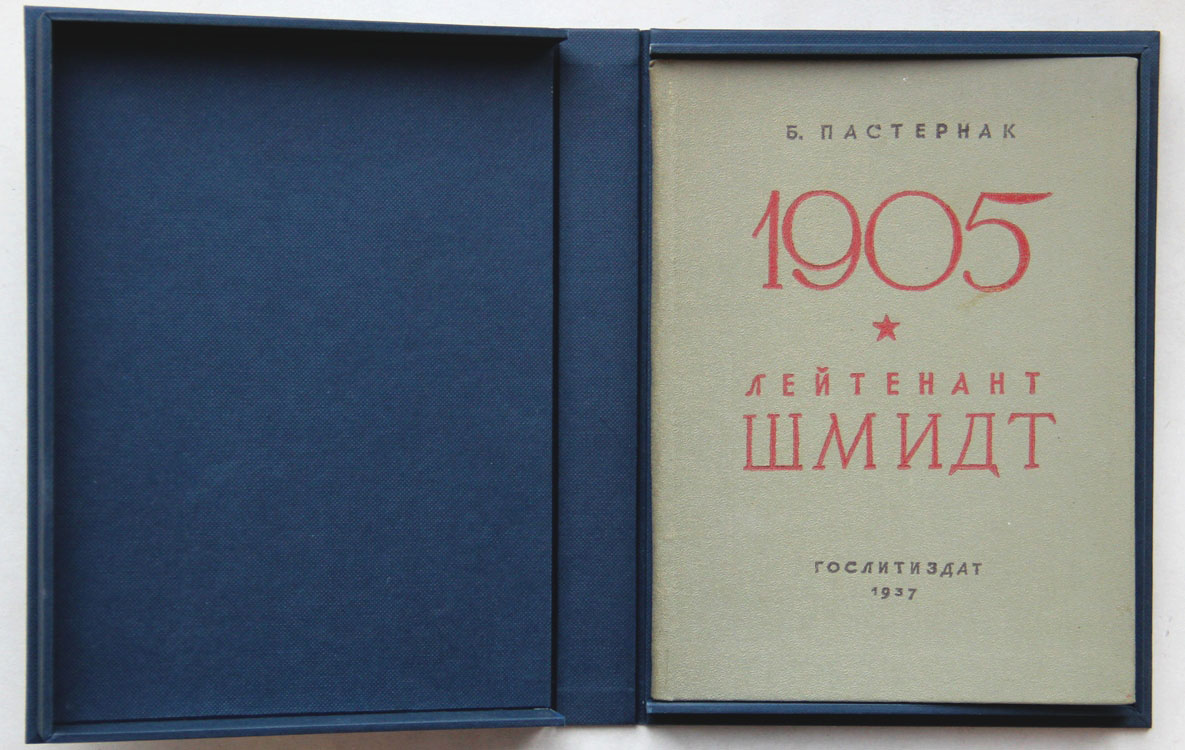 Б. ПАСТЕРНАК
1905
ЛЕЙТЕНАНТ
ШМИДТ
ГОСЛИТИЗДАТ
1937